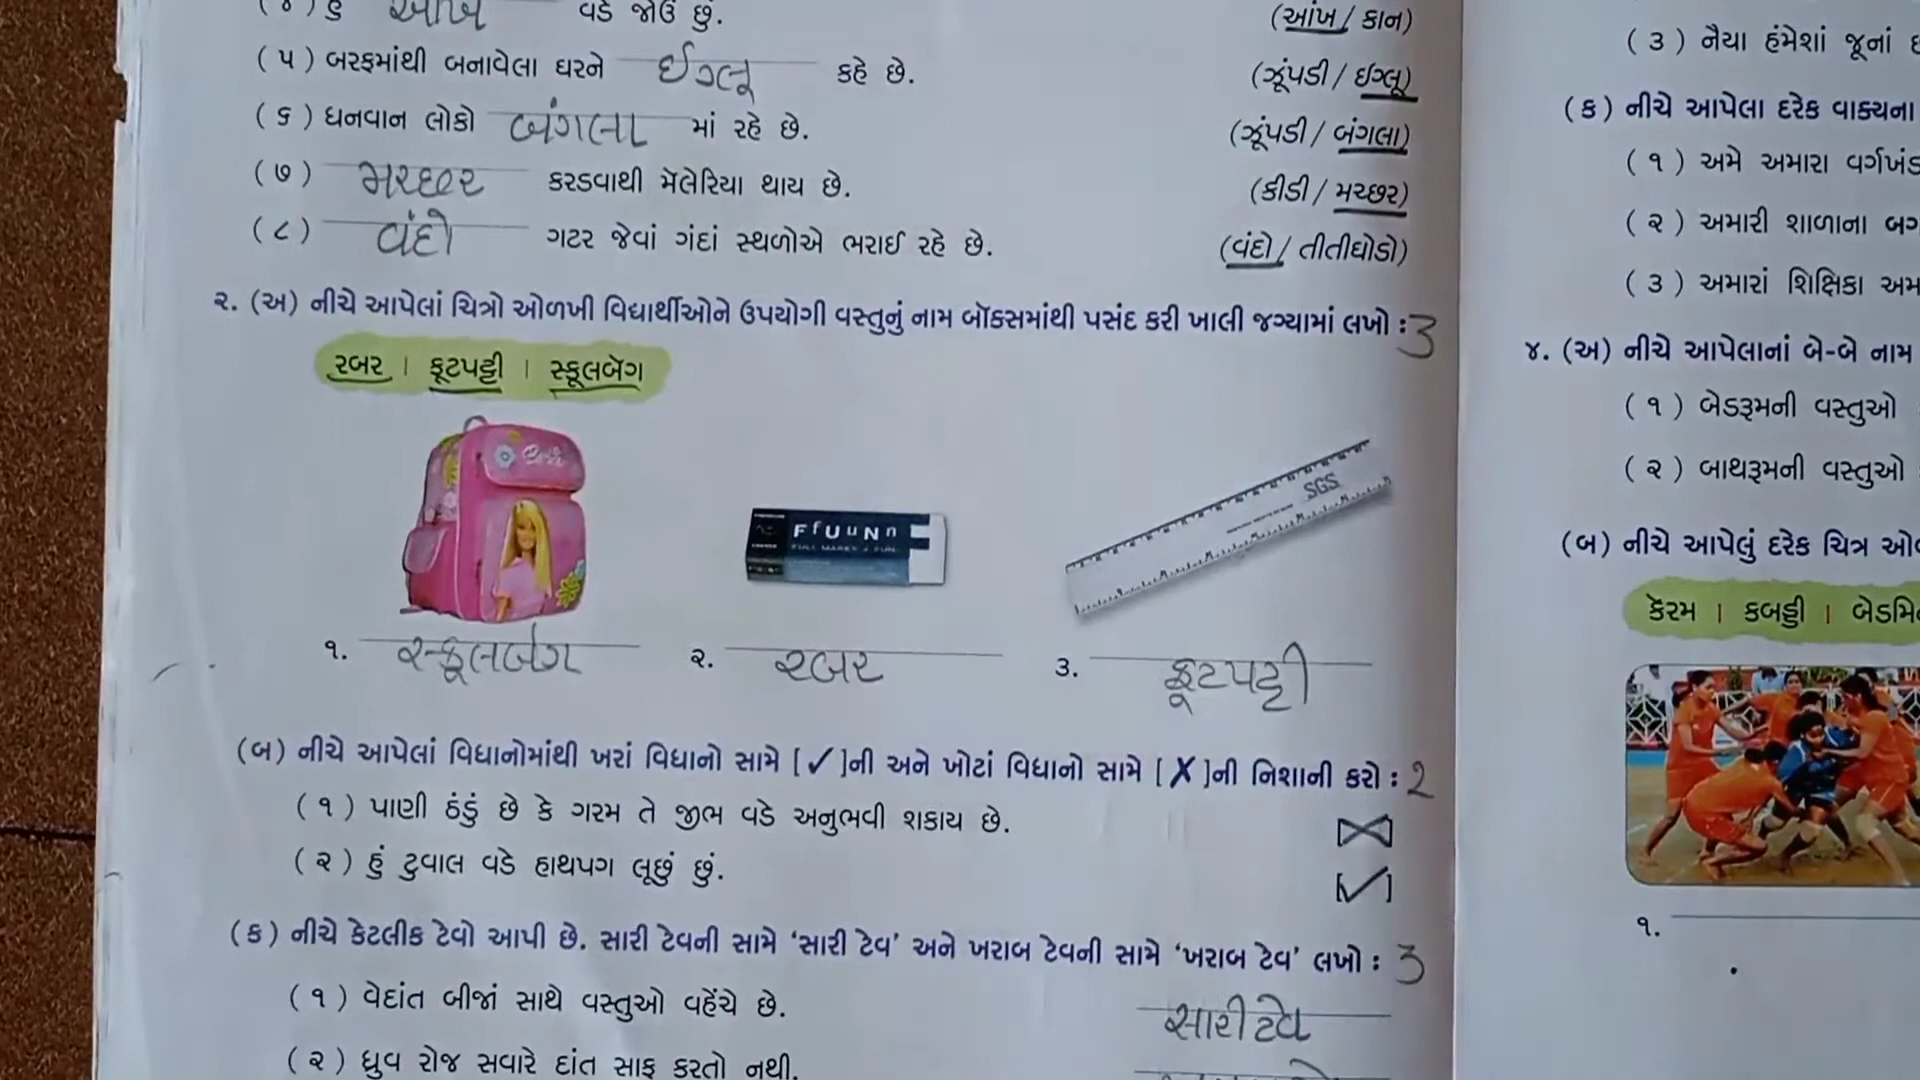 (૪) હું આંખ વડે જોઉં છું. (આંખ / કાન)
(૫) બરફમાંથી બનાવેલા ઘરને ઈગ્લૂ કહે છે. (ઝૂંપડી / ઇગ્લૂ)
(૬) ધનવાન લોકો બંગલા માં રહે છે. (ઝૂંપડી / બંગલા)
(૭) મચ્છર કરડવાથી મૅલેરિયા થાય છે. (કીડી / મચ્છર)
(૮) વંદો ગટર જેવાં ગંદાં સ્થળોએ ભરાઈ રહે છે. (વંદો / તીતીઘોડો)
૨. (અ) નીચે આપેલાં ચિત્રો ઓળખી વિદ્યાર્થીઓને ઉપયોગી વસ્તુનું નામ બૉક્સમાંથી પસંદ કરી ખાલી જગ્યામાં લખો : 3
રબર | ફૂટપટ્ટી | સ્કૂલબૅગ
FfUuNn
SGS
૧. સ્કૂલબેગ ૨. રબર ૩. ફૂટપટ્ટી
(બ) નીચે આપેલાં વિધાનોમાંથી ખરાં વિધાનો સામે [✓]ની અને ખોટાં વિધાનો સામે [✗]ની નિશાની કરો : 2
(૧) પાણી ઠંડું છે કે ગરમ તે જીભ વડે અનુભવી શકાય છે. [✗]
(૨) હું ટુવાલ વડે હાથપગ લૂછું છું. [✓]
(ક) નીચે કેટલીક ટેવો આપી છે. સારી ટેવની સામે ‘સારી ટેવ’ અને ખરાબ ટેવની સામે ‘ખરાબ ટેવ’ લખો : 3
(૧) વેદાંત બીજાં સાથે વસ્તુઓ વહેંચે છે. સારી ટેવ
(૨) ધ્રુવ રોજ સવારે દાંત સાફ કરતો નથી.
(૩) નૈયા હંમેશાં જૂનાં
(ક) નીચે આપેલા દરેક વાક્યના
(૧) અમે અમારા વર્ગખંડ
(૨) અમારી શાળાના
(૩) અમારાં શિક્ષિકા
૪. (અ) નીચે આપેલાનાં બે-બે નામ
(૧) બેડરૂમની વસ્તુઓ
(૨) બાથરૂમની વસ્તુઓ
(બ) નીચે આપેલું દરેક ચિત્ર
કૅરમ | કબડ્ડી |
૧.